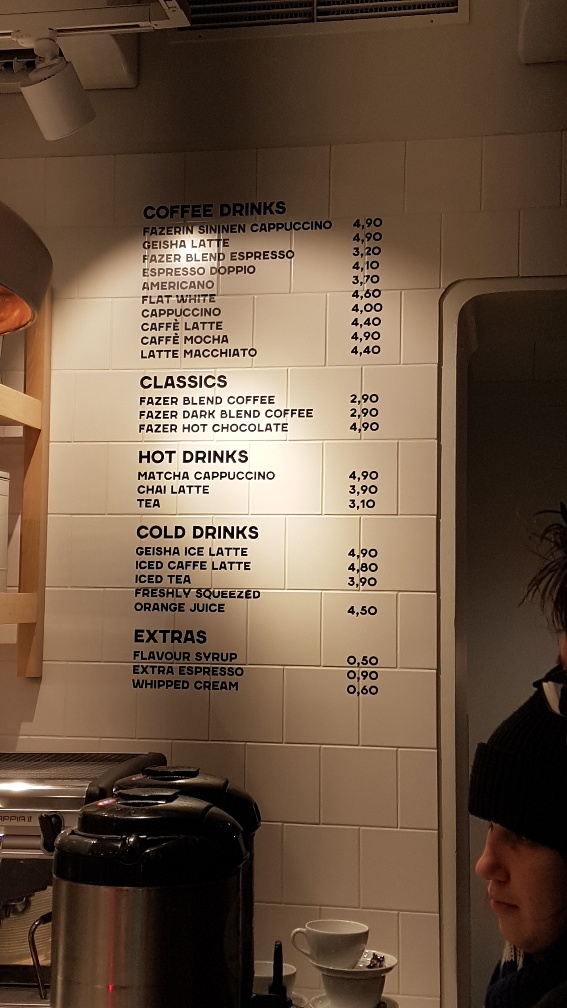 COFFEE DRINKS
FAZERIN SININEN CAPPUCCINO 4,90
GEISHA LATTE 4,90
FAZER BLEND ESPRESSO 3,20
ESPRESSO DOPPIO 4,10
AMERICANO 3,70
FLAT WHITE 4,60
CAPPUCCINO 4,00
CAFFÈ LATTE 4,40
CAFFÈ MOCHA 4,90
LATTE MACCHIATO 4,40
CLASSICS
FAZER BLEND COFFEE 2,90
FAZER DARK BLEND COFFEE 2,90
FAZER HOT CHOCOLATE 4,90
HOT DRINKS
MATCHA CAPPUCCINO 4,90
CHAI LATTE 3,90
TEA 3,10
COLD DRINKS
GEISHA ICE LATTE 4,90
ICED CAFFE LATTE 4,80
ICED TEA 3,90
FRESHLY SQUEEZED
ORANGE JUICE 4,50
EXTRAS
FLAVOUR SYRUP 0,50
EXTRA ESPRESSO 0,90
WHIPPED CREAM 0,60